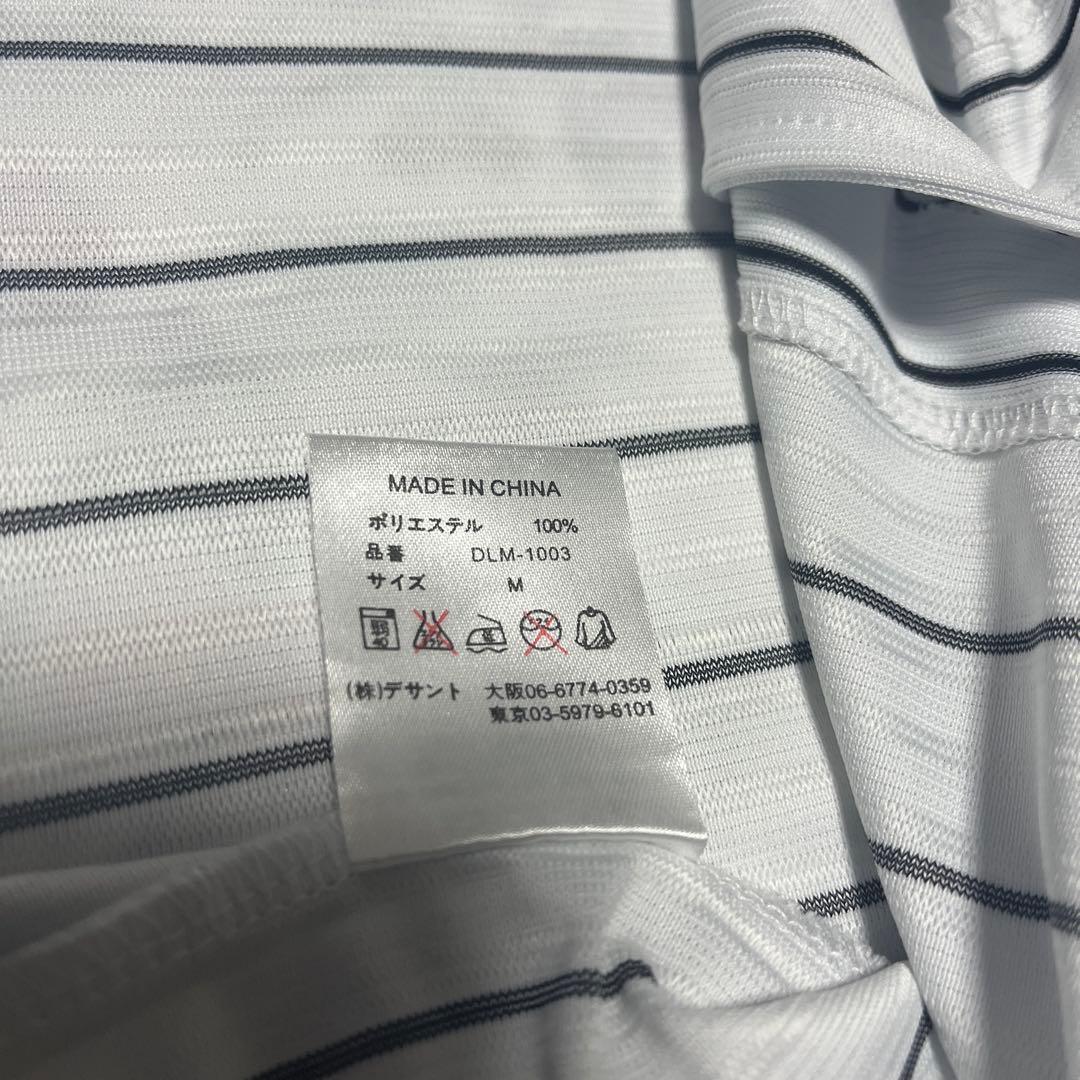 MADE IN CHINA
ポリエステル 100%
品番 DLM-1003
サイズ M
(株)デサント 大阪06-6774-0359
東京03-5979-6101